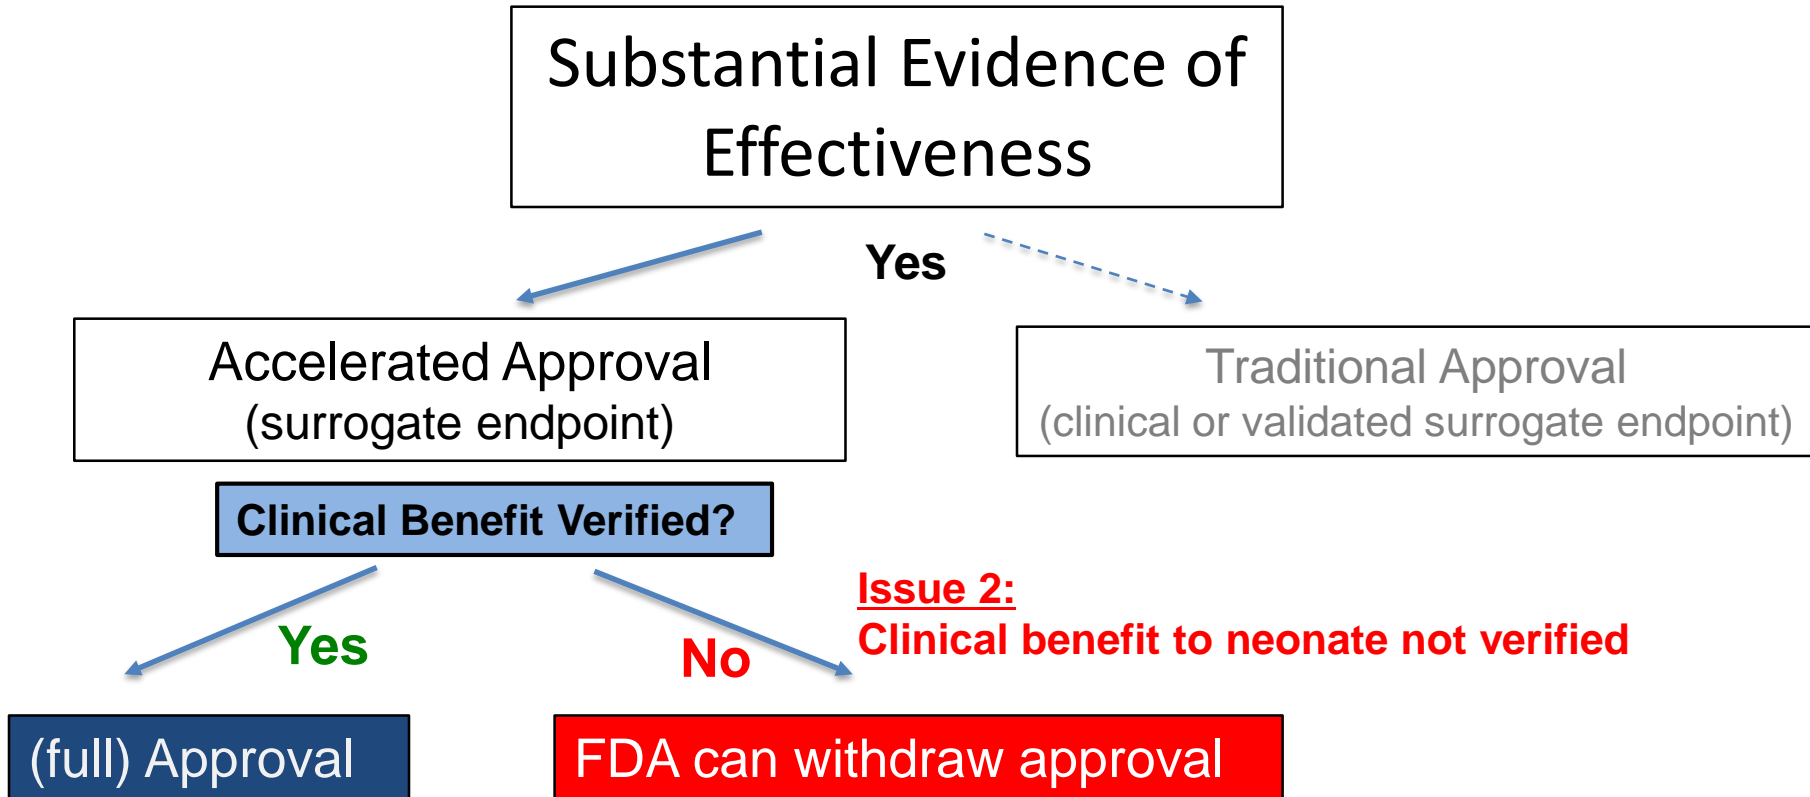 Substantial Evidence of
Effectiveness
Yes
Accelerated Approval
(surrogate endpoint)
Traditional Approval
(clinical or validated surrogate endpoint)
Clinical Benefit Verified?
Issue 2:
Clinical benefit to neonate not verified
Yes
No
(full) Approval
FDA can withdraw approval